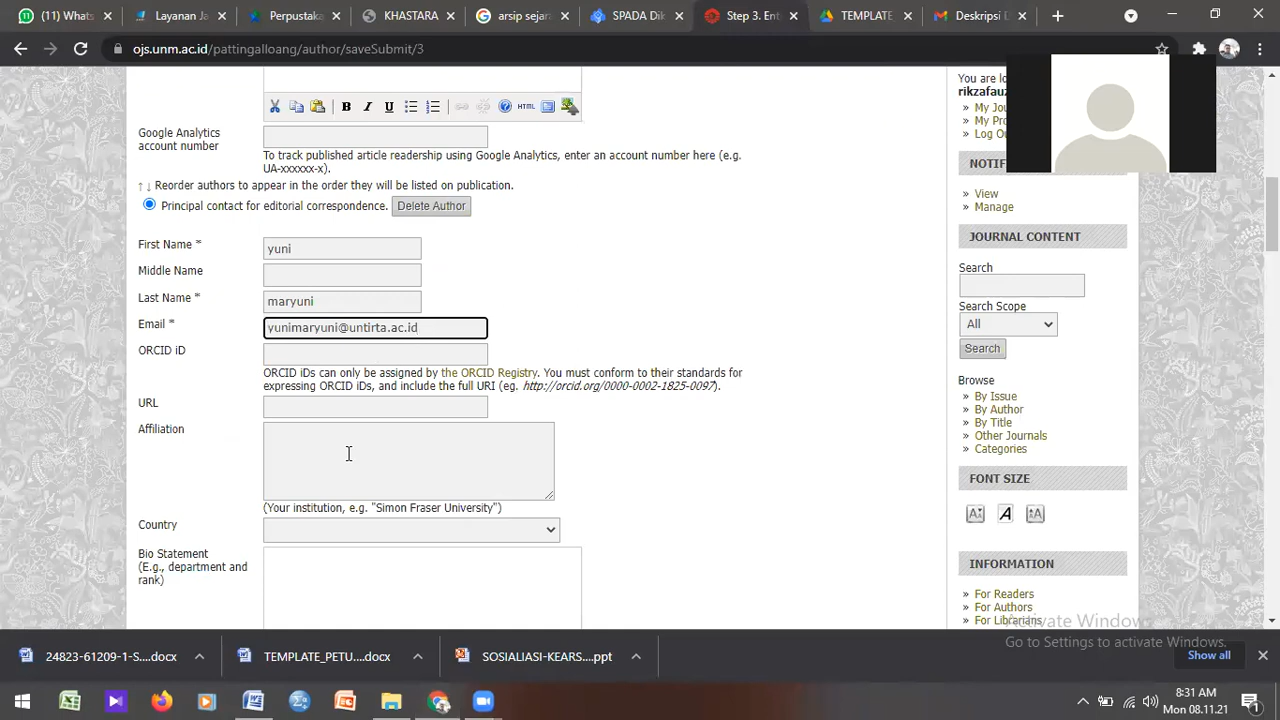 (11) Whats
Layanan Ja
Perpustaka
KHASTARA
arsip sejar
SPADA Dik
Step 3. Ent
TEMPLATE
Deskripsi D
ojs.unm.ac.id/pattingalloang/author/saveSubmit/3
B I U
HTML
Google Analytics
account number
To track published article readership using Google Analytics, enter an account number here (e.g.
UA-xxxxxx-x).
↑ ↓ Reorder authors to appear in the order they will be listed on publication.
Principal contact for editorial correspondence. Delete Author
First Name * yuni
Middle Name
Last Name * maryuni
Email * yunimaryuni@untirta.ac.id
ORCID iD
ORCID iDs can only be assigned by the ORCID Registry. You must conform to their standards for
expressing ORCID iDs, and include the full URI (eg. http://orcid.org/0000-0002-1825-0097).
URL
Affiliation
(Your institution, e.g. "Simon Fraser University")
Country
Bio Statement
(E.g., department and
rank)
You are lo
rikzafauz
» My Jou
» My Pro
» Log Ou
NOTIF
» View
» Manage
JOURNAL CONTENT
Search
Search Scope
All
Search
Browse
» By Issue
» By Author
» By Title
» Other Journals
» Categories
FONT SIZE
A A A
INFORMATION
» For Readers
» For Authors
» For Librarians
Activate Windows
Go to Settings to activate Windows.
24823-61209-1-S....docx
TEMPLATE_PETU....docx
SOSIALIASI-KEARS....ppt
Show all
8:31 AM
Mon 08.11.21
1